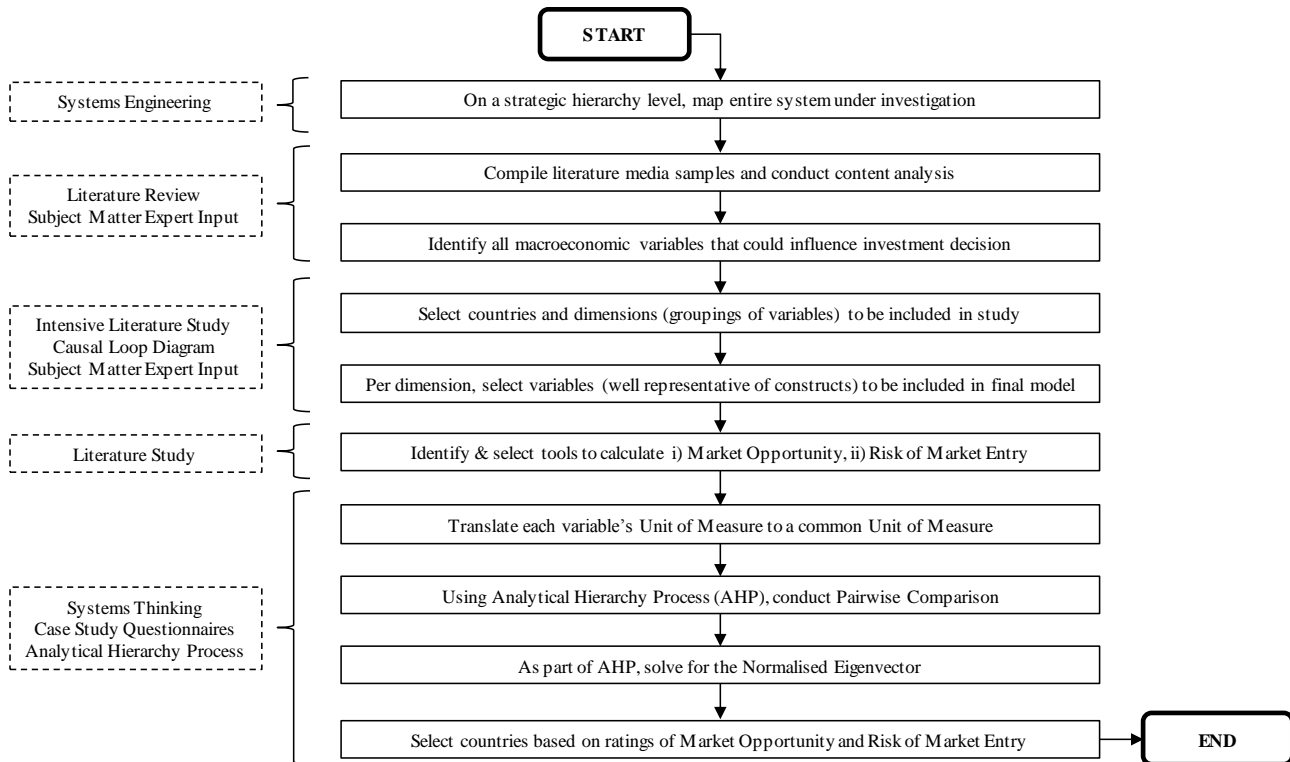 START
Systems Engineering
On a strategic hierarchy level, map entire system under investigation
Literature Review
Subject Matter Expert Input
Compile literature media samples and conduct content analysis
Identify all macroeconomic variables that could influence investment decision
Intensive Literature Study
Causal Loop Diagram
Subject Matter Expert Input
Select countries and dimensions (groupings of variables) to be included in study
Per dimension, select variables (well representative of constructs) to be included in final model
Literature Study
Identify & select tools to calculate i) Market Opportunity, ii) Risk of Market Entry
Systems Thinking
Case Study Questionnaires
Analytical Hierarchy Process
Translate each variable's Unit of Measure to a common Unit of Measure
Using Analytical Hierarchy Process (AHP), conduct Pairwise Comparison
As part of AHP, solve for the Normalised Eigenvector
Select countries based on ratings of Market Opportunity and Risk of Market Entry
END